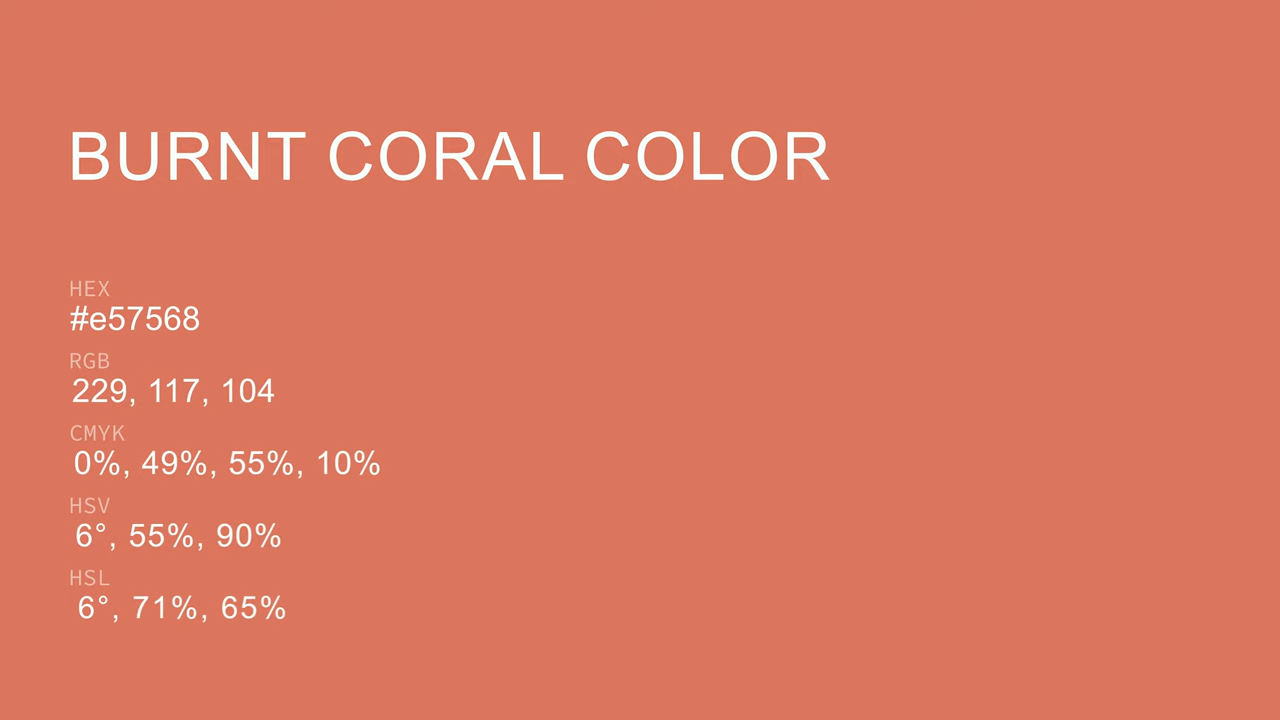 BURNT CORAL COLOR
HEX
#e57568
RGB
229, 117, 104
CMYK
0%, 49%, 55%, 10%
HSV
6°, 55%, 90%
HSL
6°, 71%, 65%